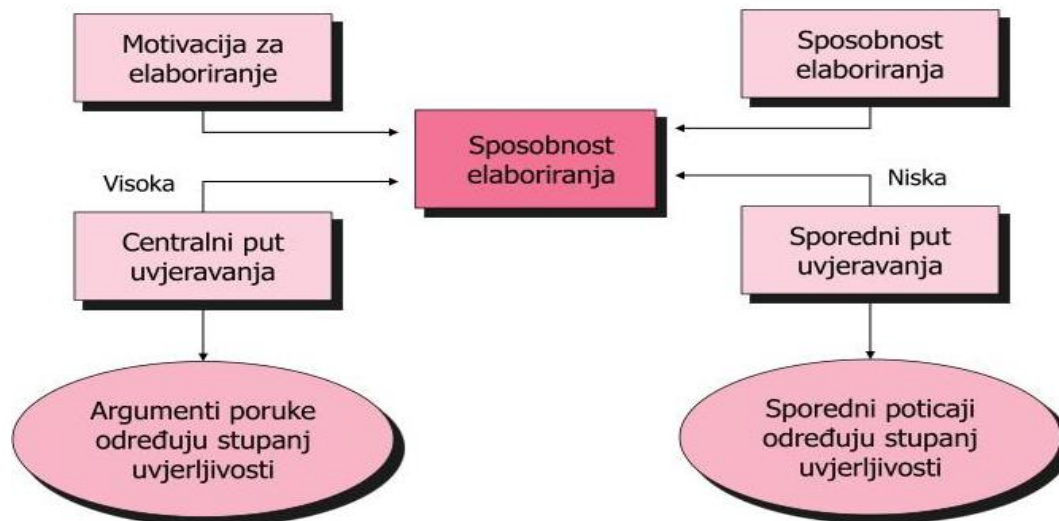 Motivacija za
elaboriranje
Sposobnost
elaboriranja
Sposobnost
elaboriranja
Visoka
Niska
Centralni put
uvjeravanja
Sporedni put
uvjeravanja
Argumenti poruke
određuju stupanj
uvjerljivosti
Sporedni poticaji
određuju stupanj
uvjerljivosti